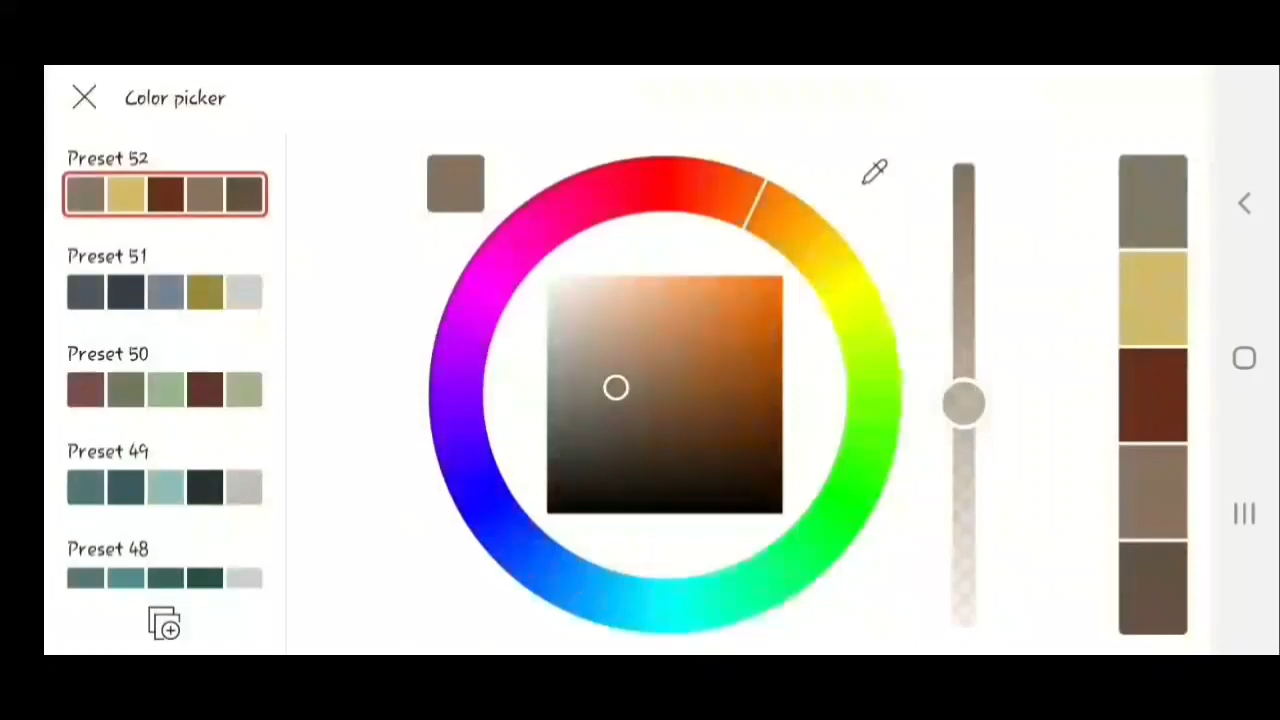 Color picker
Preset 52
Preset 51
Preset 50
Preset 49
Preset 48